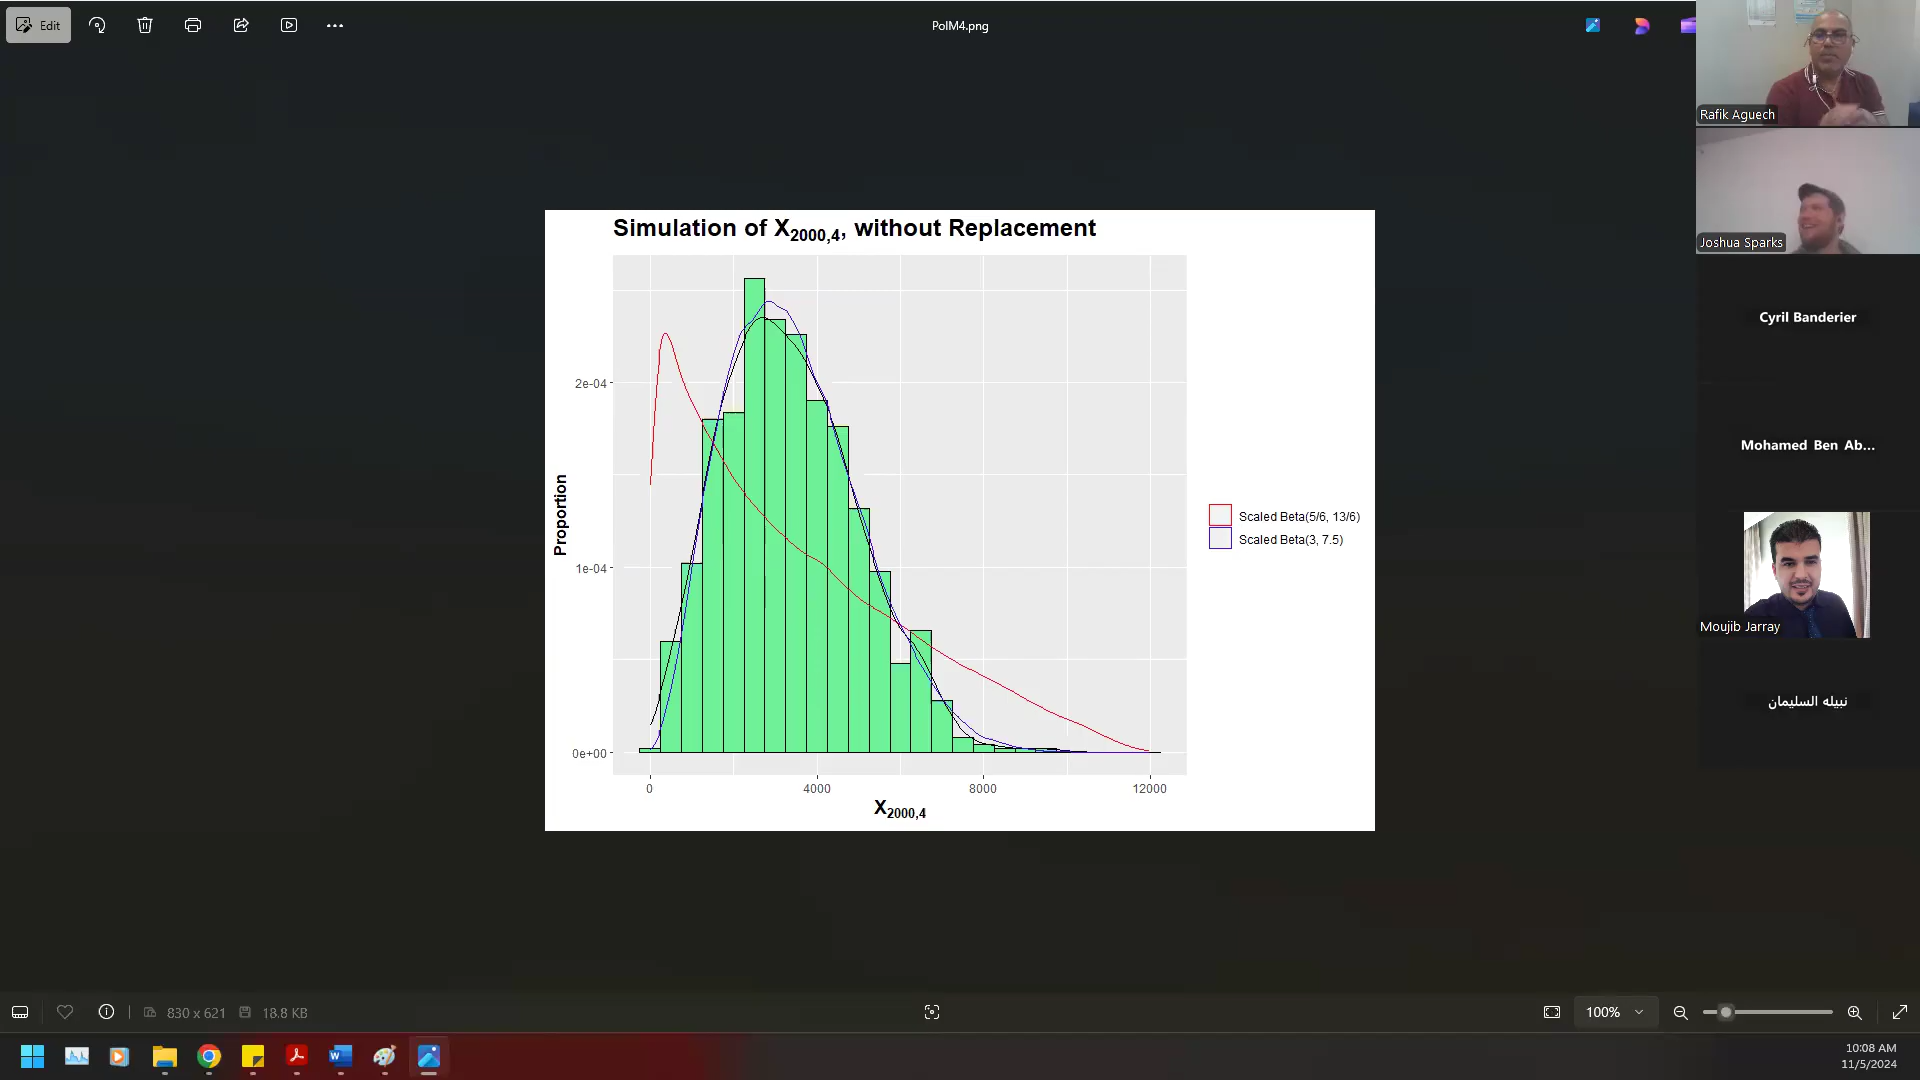 Edit
PolM4.png
Rafik Aguech
Joshua Sparks
Cyril Banderier
Mohamed Ben Ab...
Moujib Jarray
نبيله السليمان
Simulation of X2000,4, without Replacement
Proportion
2e-04
1e-04
0e+00
0
4000
8000
12000
X2000,4
Scaled Beta(5/6, 13/6)
Scaled Beta(3, 7.5)
830 x 621
18.8 KB
100%
10:08 AM
11/5/2024